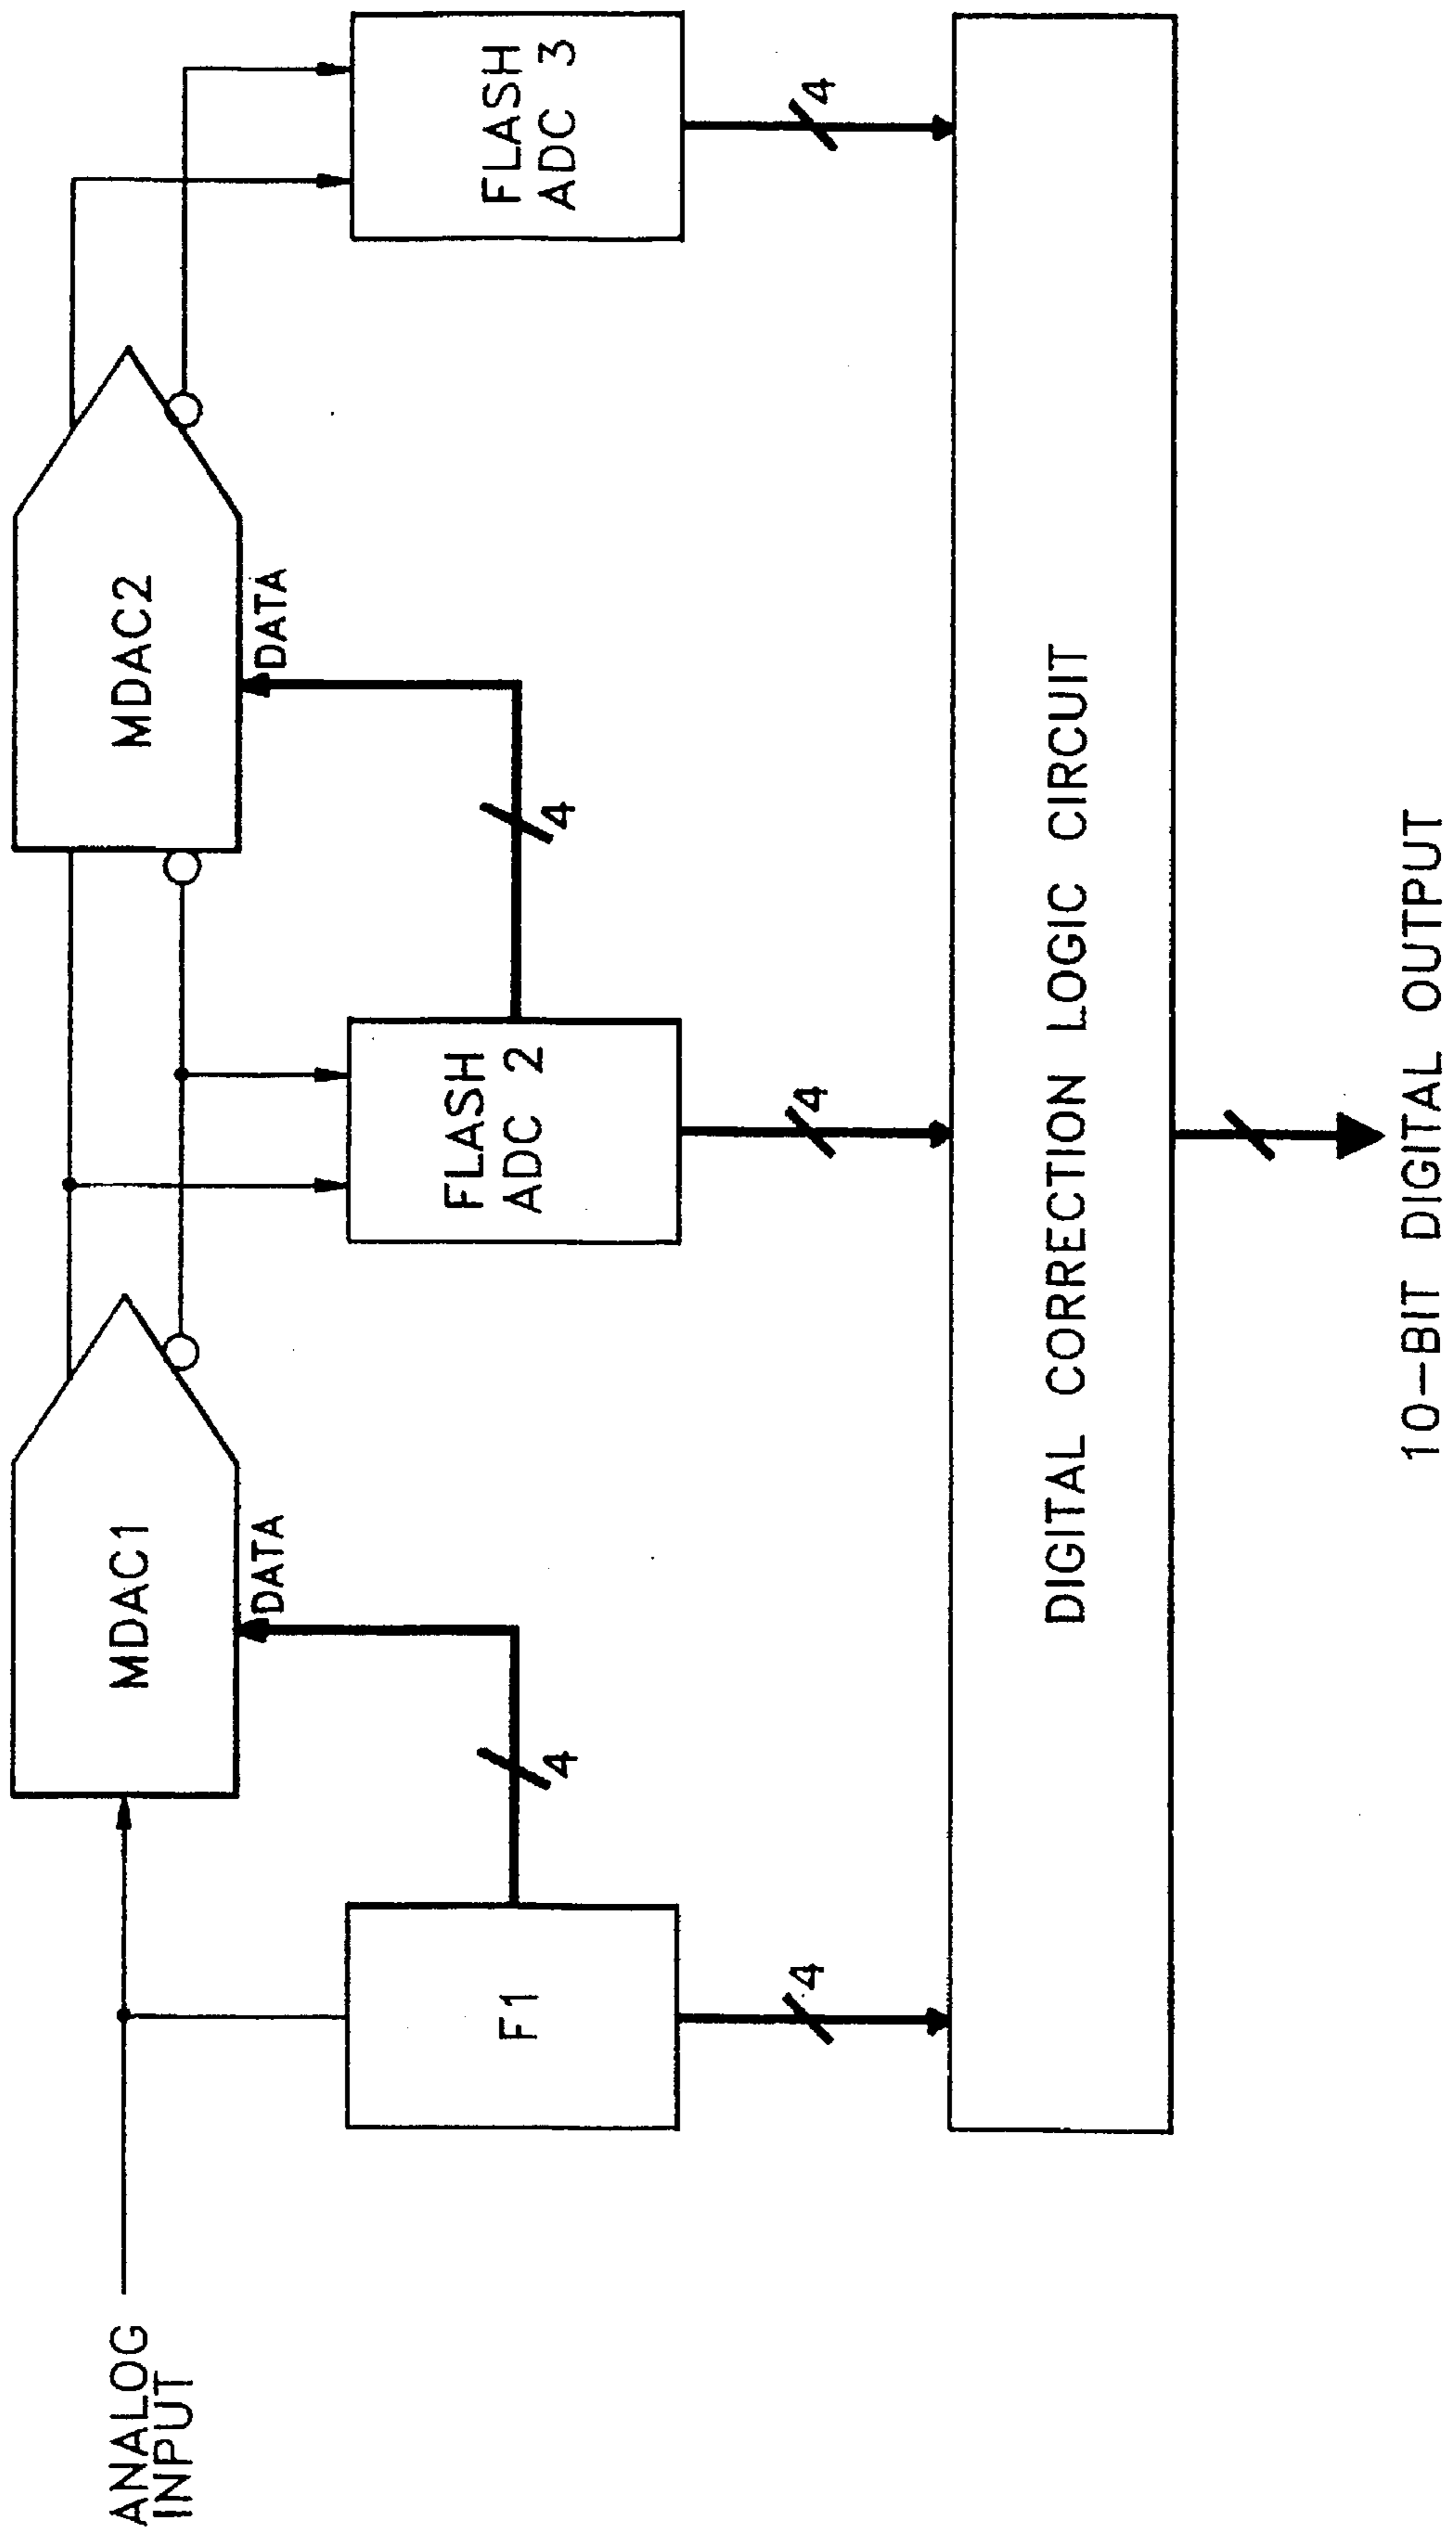 ANALOG
INPUT
MDAC1
DATA
MDAC2
DATA
4
4
F1
FLASH
ADC 2
FLASH
ADC 3
4
4
4
DIGITAL CORRECTION LOGIC CIRCUIT
10-BIT DIGITAL OUTPUT